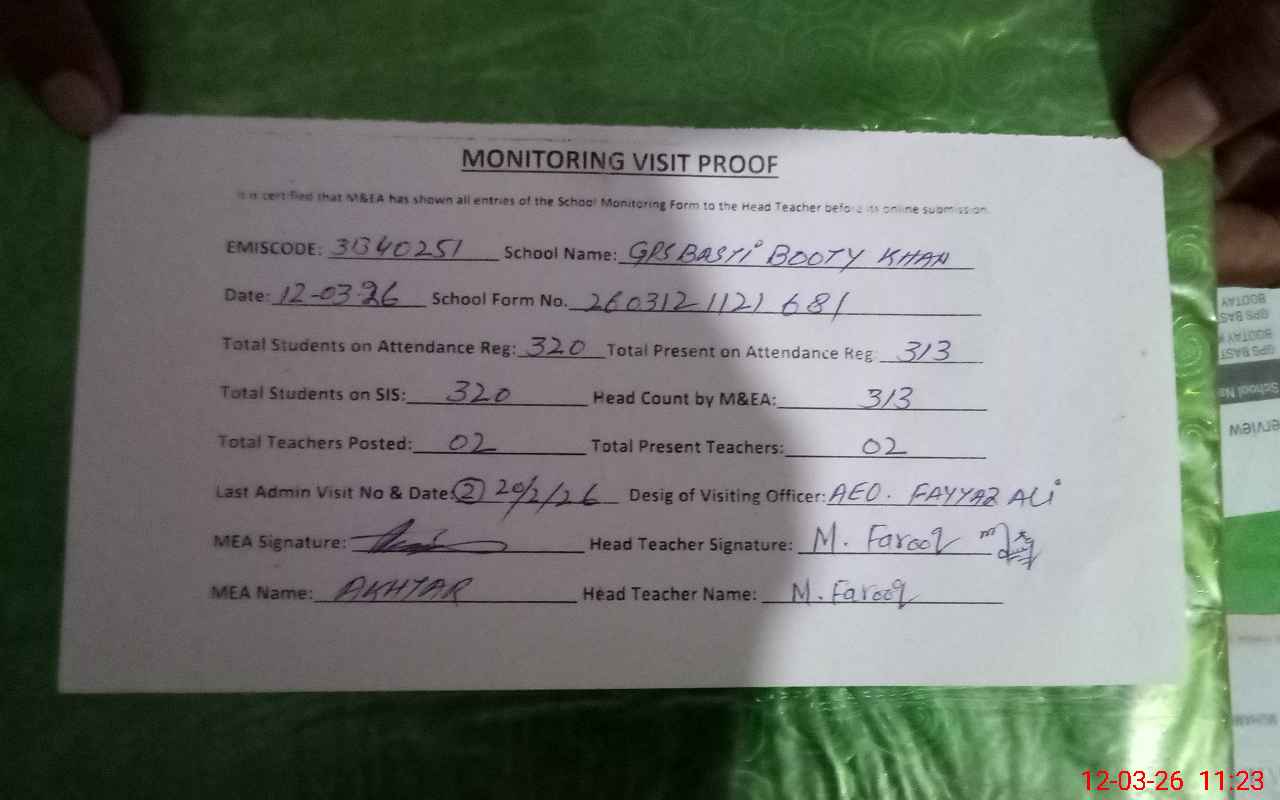 MONITORING VISIT PROOF
It is certified that M&EA has shown all entries of the School Monitoring Form to the Head Teacher before its online submission.
EMISCODE: 31340251 School Name: GPS BASTI BOOTY KHAN
Date: 12-03-26 School Form No. 2603121121681
Total Students on Attendance Reg: 320 Total Present on Attendance Reg: 313
Total Students on SIS: 320 Head Count by M&EA: 313
Total Teachers Posted: 02 Total Present Teachers: 02
Last Admin Visit No & Date: (2) 20/2/26 Desig of Visiting Officer: AEO. FAYYAZ ALI
MEA Signature: Head Teacher Signature: M. Farooq
MEA Name: AKHTAR Head Teacher Name: M. Farooq
12-03-26 11:23